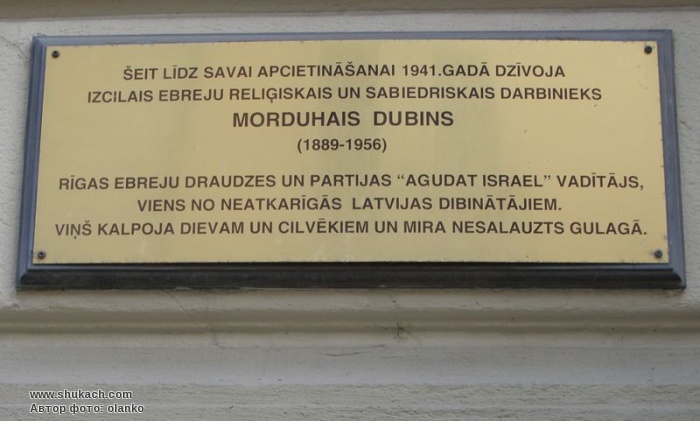 ŠEIT LĪDZ SAVAI APCIETINĀŠANAI 1941.GADĀ DZĪVOJA
IZCILAIS EBREJU RELIĢISKAIS UN SABIEDRISKAIS DARBINIEKS
MORDUHAIS DUBINS
(1889-1956)
RĪGAS EBREJU DRAUDZES UN PARTIJAS “AGUDAT ISRAEL” VADĪTĀJS,
VIENS NO NEATKARĪGĀS LATVIJAS DIBINĀTĀJIEM.
VIŅŠ KALPOJA DIEVAM UN CILVĒKIEM UN MIRA NESALAUZTS GULAGĀ.
www.shukach.com
Автор фото: olanko